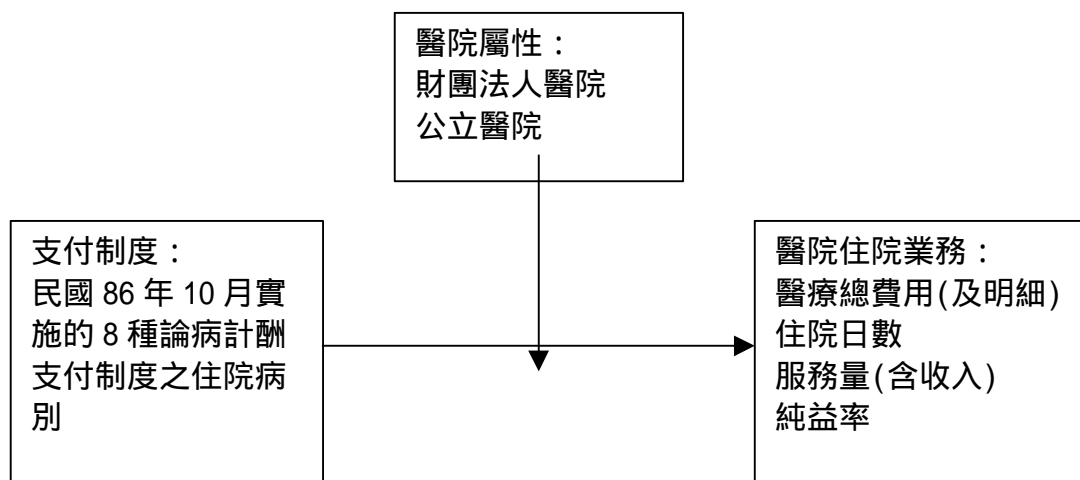 醫院屬性：
財團法人醫院
公立醫院
支付制度：
民國 86 年 10 月實
施的 8 種論病計酬
支付制度之住院病
別
醫院住院業務：
醫療總費用(及明細)
住院日數
服務量(含收入)
純益率